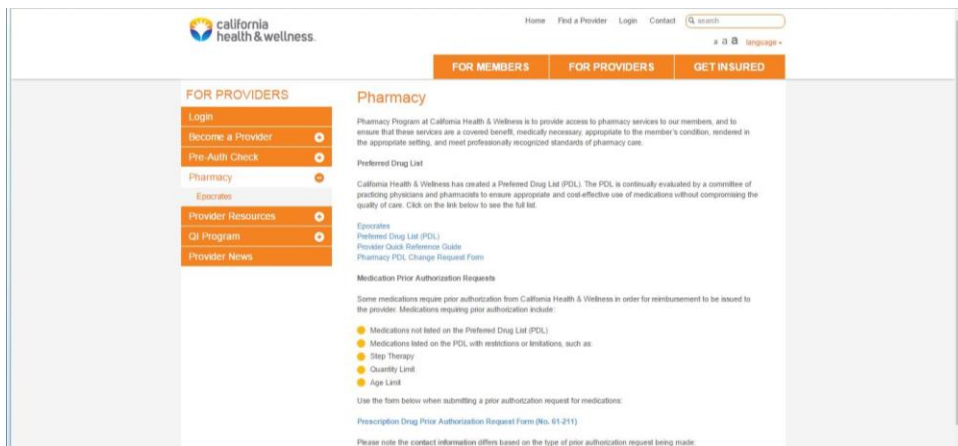 california
health & wellness.
Home Find a Provider Login Contact search
a a a language
FOR MEMBERS FOR PROVIDERS GET INSURED
FOR PROVIDERS
Login
Become a Provider
Pre-Auth Check
Pharmacy
Epocrates
Provider Resources
QI Program
Provider News
Pharmacy
Pharmacy Program at California Health & Wellness is to provide access to pharmacy services to our members, and to
ensure that these services are a covered benefit, medically necessary, appropriate to the member's condition, rendered in
the appropriate setting, and meet professionally recognized standards of pharmacy care.
Preferred Drug List
California Health & Wellness has created a Preferred Drug List (PDL). The PDL is continually evaluated by a committee of
practicing physicians and pharmacists to ensure appropriate and cost-effective use of medications without compromising the
quality of care. Click on the link below to see the full list.
Epocrates
Preferred Drug List (PDL)
Provider Quick Reference Guide
Pharmacy PDL Change Request Form
Medication Prior Authorization Requests
Some medications require prior authorization from California Health & Wellness in order for reimbursement to be issued to
the provider. Medications requiring prior authorization include:
Medications not listed on the Preferred Drug List (PDL)
Medications listed on the PDL with restrictions or limitations, such as:
Step Therapy
Quantity Limit
Age Limit
Use the form below when submitting a prior authorization request for medications:
Prescription Drug Prior Authorization Request Form (No. 61-211)
Please note the contact information differs based on the type of prior authorization request being made: